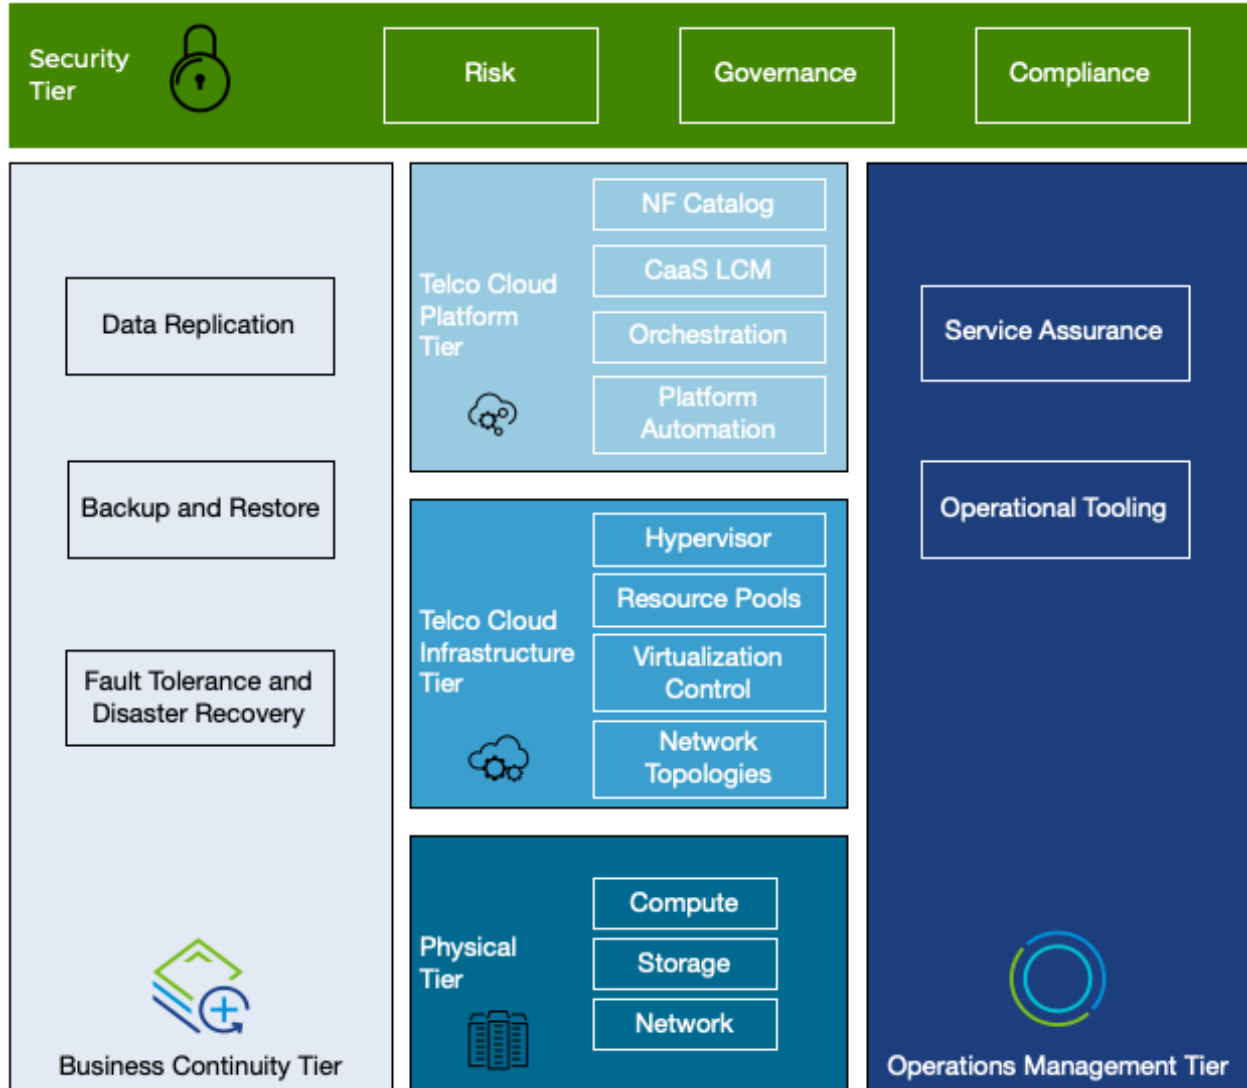 Security
Tier
Risk
Governance
Compliance
Data Replication
Backup and Restore
Fault Tolerance and
Disaster Recovery
Business Continuity Tier
Telco Cloud
Platform
Tier
NF Catalog
CaaS LCM
Orchestration
Platform
Automation
Telco Cloud
Infrastructure
Tier
Hypervisor
Resource Pools
Virtualization
Control
Network
Topologies
Physical
Tier
Compute
Storage
Network
Service Assurance
Operational Tooling
Operations Management Tier